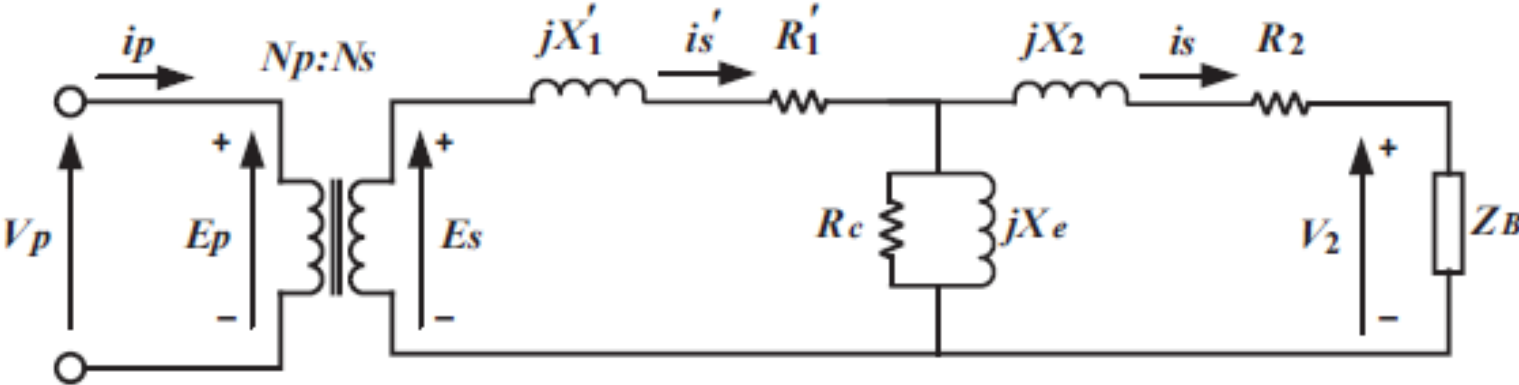 ip
Np:Ns
jX'1
is'
R'1
jX2
is
R2
+
+
+
Vp
Ep
Es
Rc
jXe
V2
ZB
−
−
−